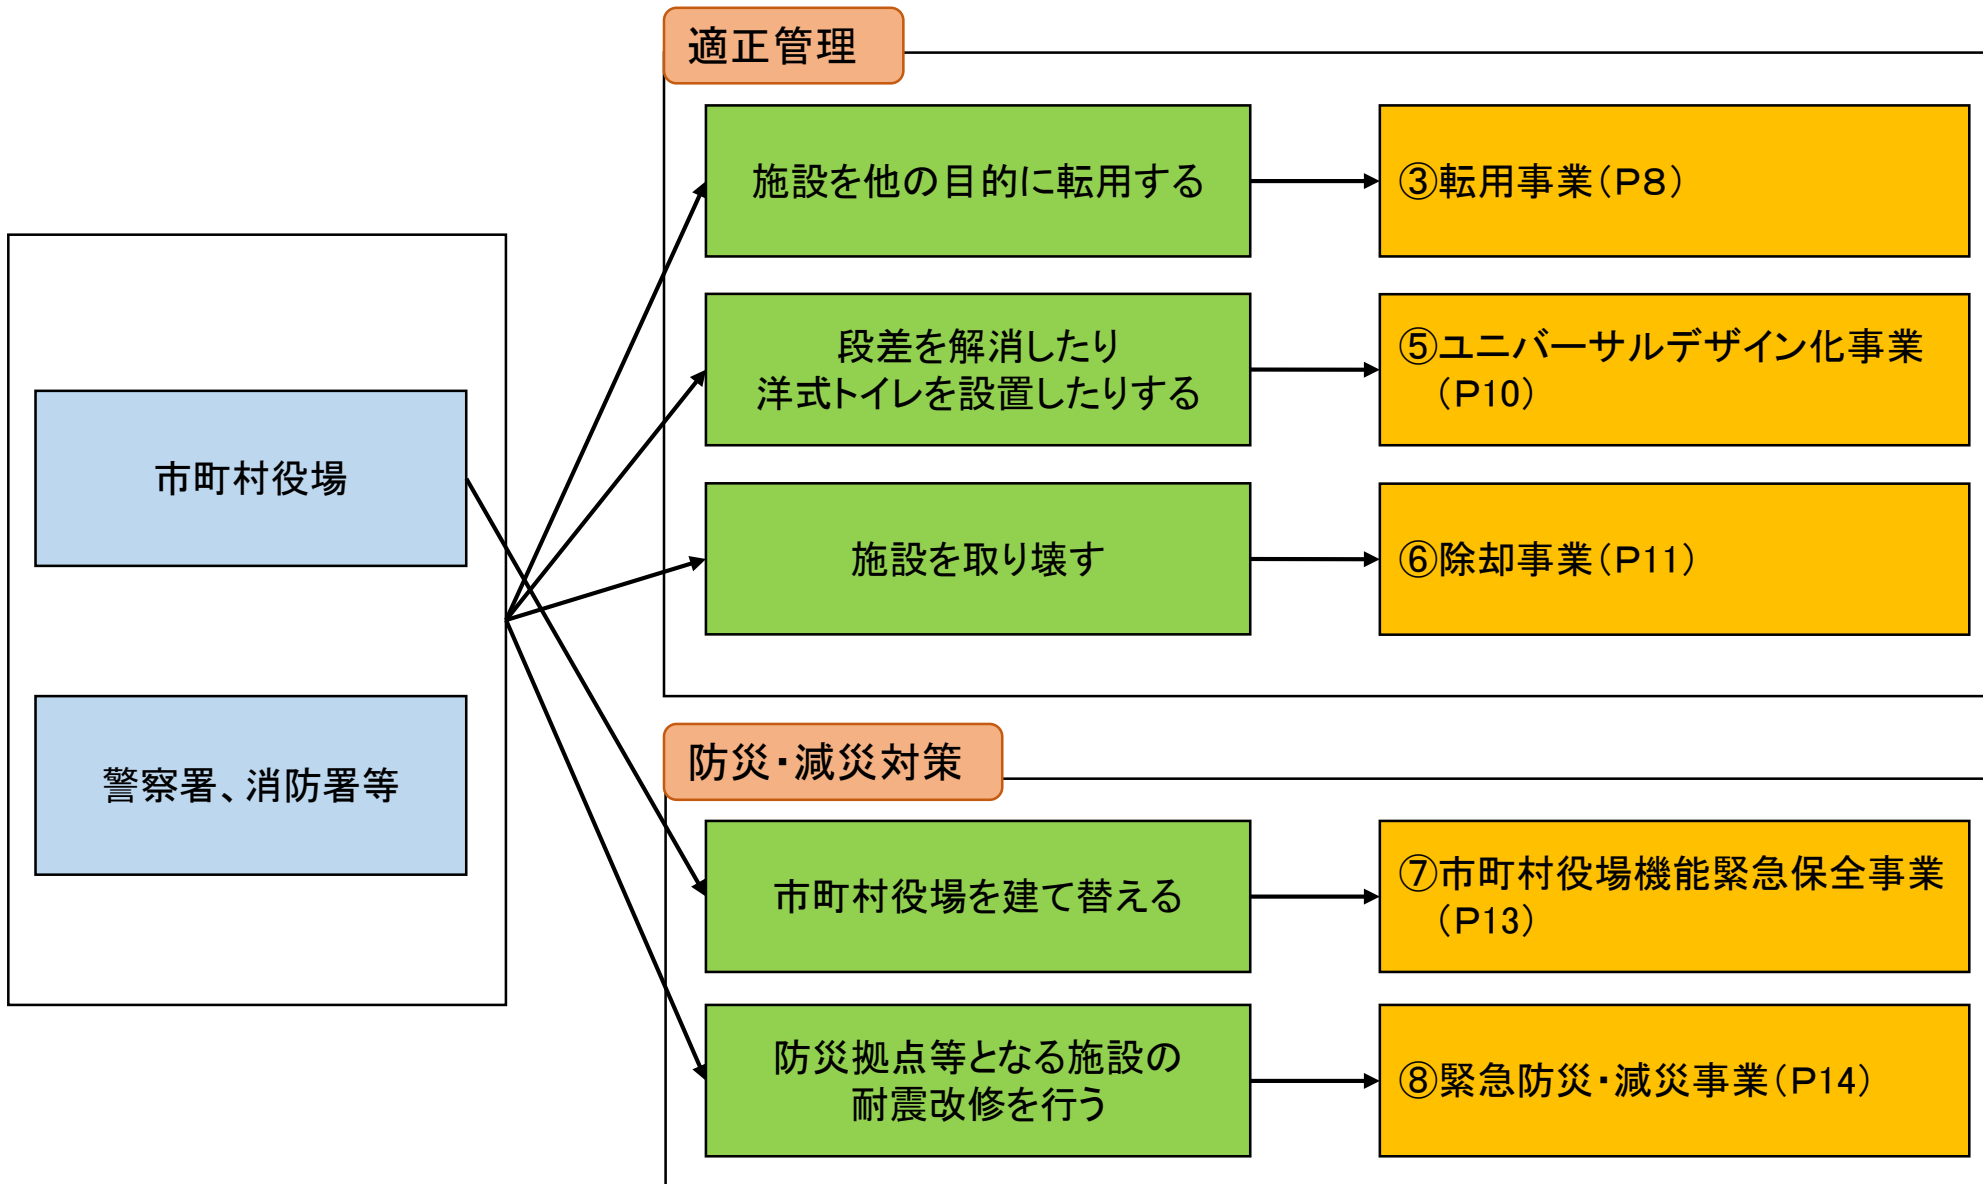 適正管理
施設を他の目的に転用する
③転用事業(P8)
段差を解消したり
洋式トイレを設置したりする
⑤ユニバーサルデザイン化事業
(P10)
市町村役場
施設を取り壊す
⑥除却事業(P11)
警察署、消防署等
防災・減災対策
市町村役場を建て替える
⑦市町村役場機能緊急保全事業
(P13)
防災拠点等となる施設の
耐震改修を行う
⑧緊急防災・減災事業(P14)